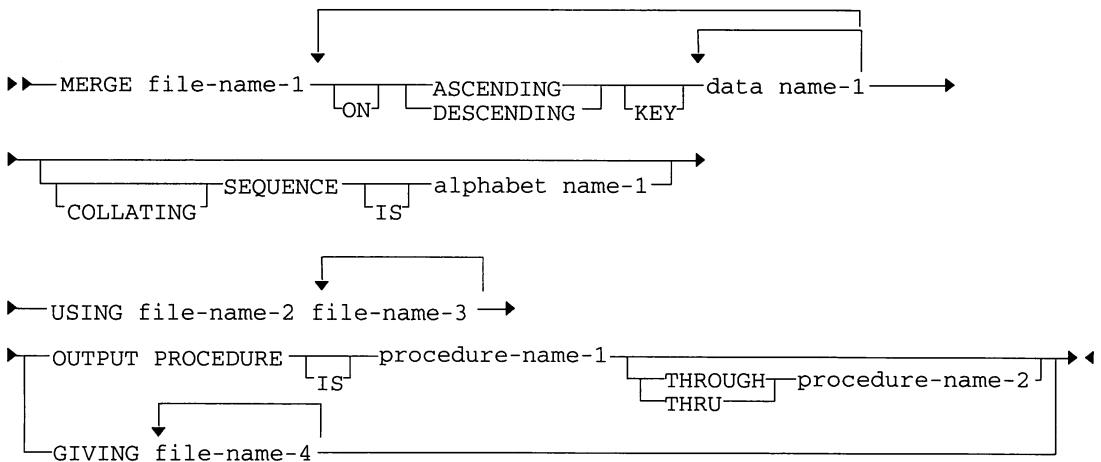 MERGE file-name-1 ON ASCENDING KEY data name-1
DESCENDING
COLLATING SEQUENCE IS alphabet name-1
USING file-name-2 file-name-3
OUTPUT PROCEDURE IS procedure-name-1 THROUGH procedure-name-2
THRU
GIVING file-name-4